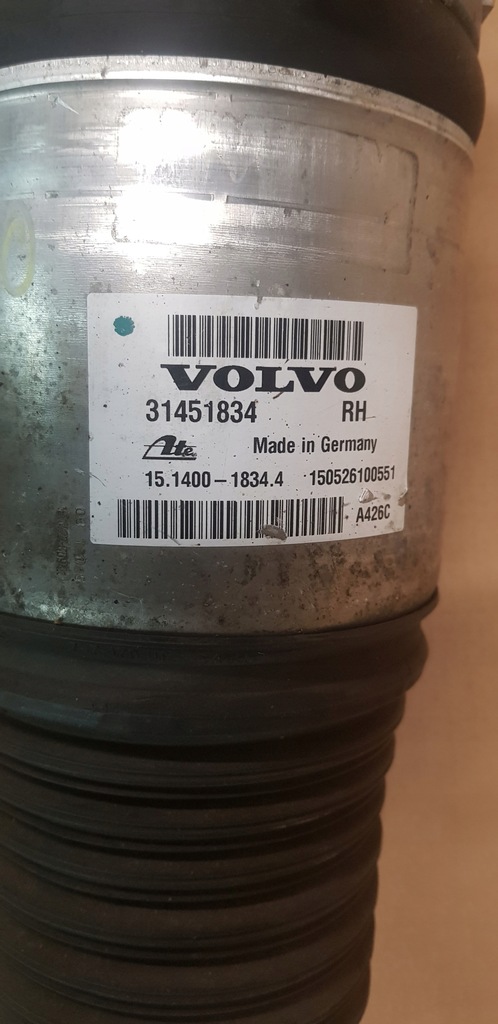 VOLVO
31451834 RH
Ate Made in Germany
15.1400-1834.4 150526100551
A426C